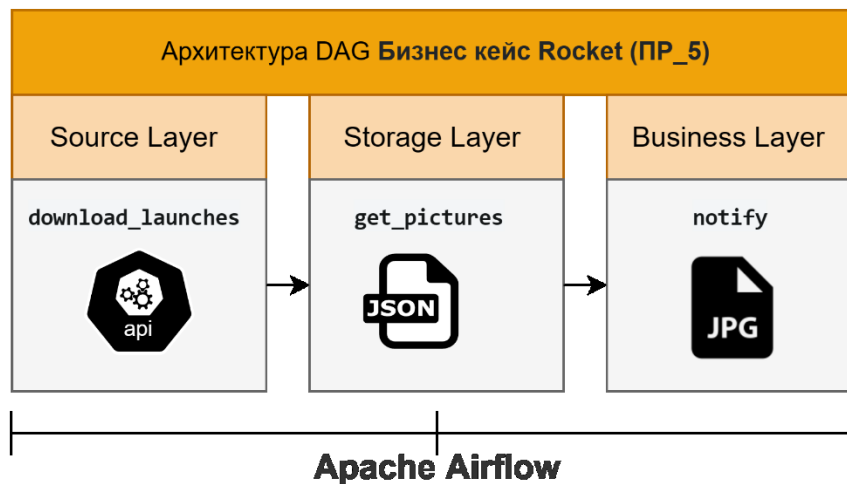 Архитектура DAG Бизнес кейс Rocket (ПР_5)
Source Layer
Storage Layer
Business Layer
download_launches
get_pictures
notify
api
JSON
JPG
Apache Airflow